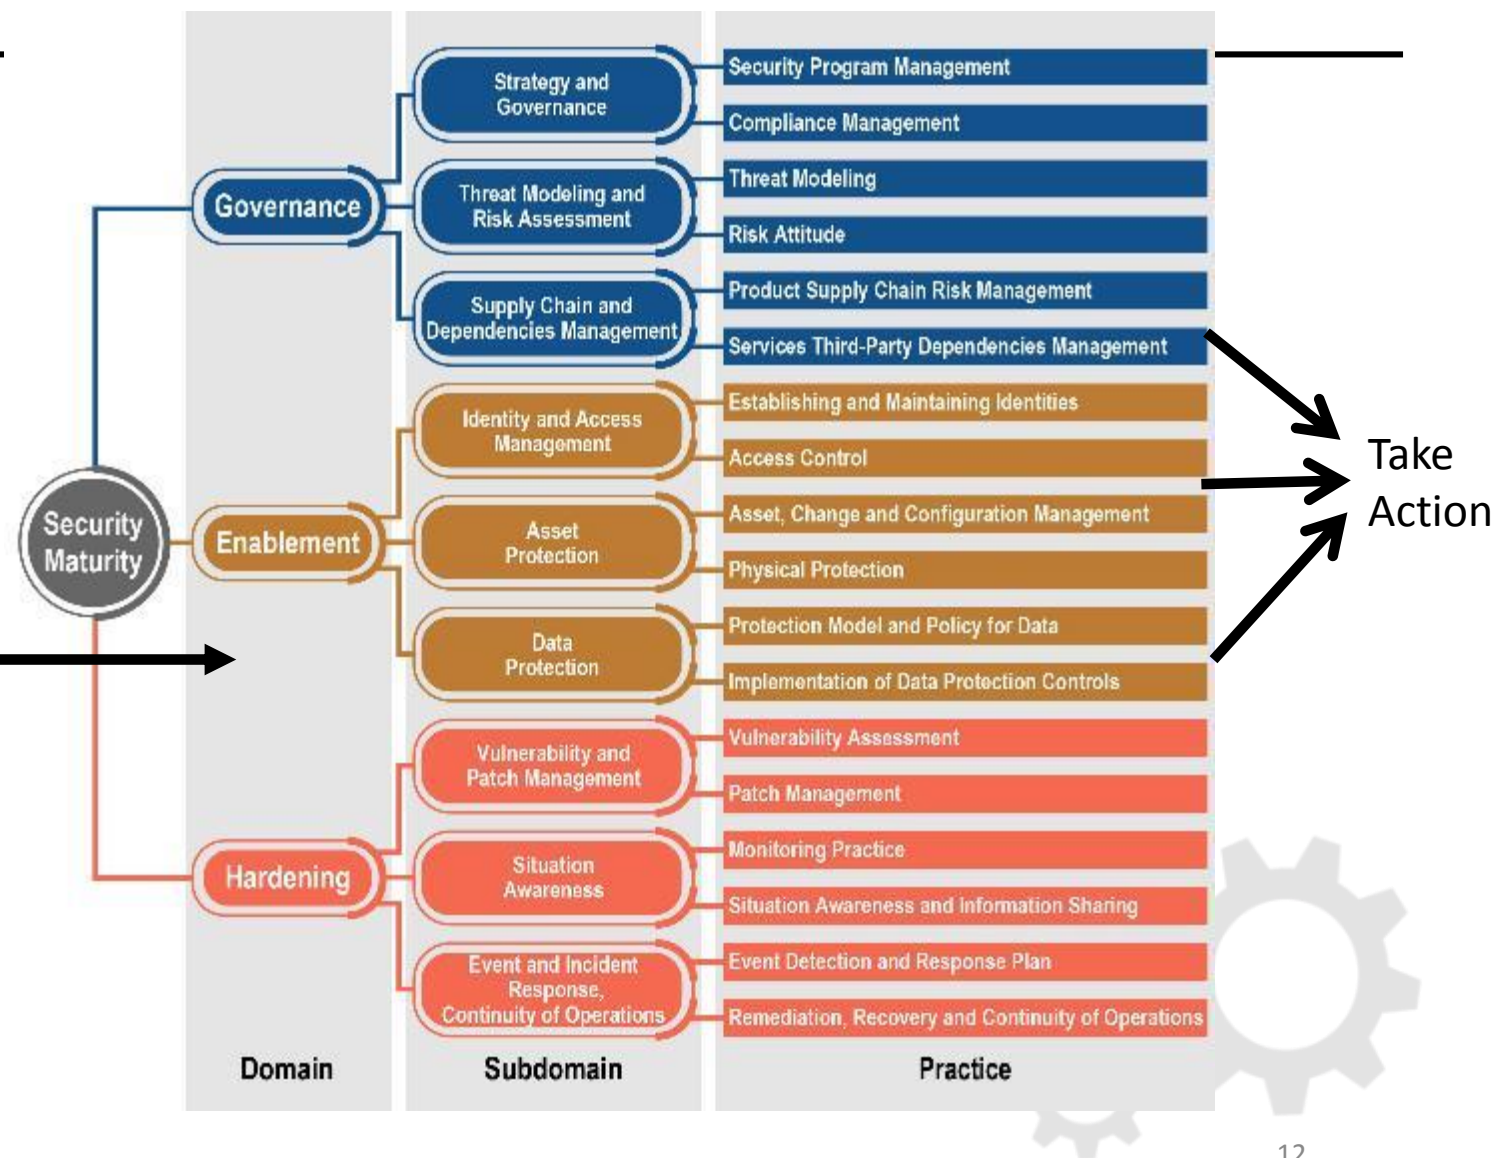 Security
Maturity
Governance
Strategy and
Governance
Security Program Management
Compliance Management
Threat Modeling and
Risk Assessment
Threat Modeling
Risk Attitude
Supply Chain and
Dependencies Management
Product Supply Chain Risk Management
Services Third-Party Dependencies Management
Enablement
Identity and Access
Management
Establishing and Maintaining Identities
Access Control
Asset
Protection
Asset, Change and Configuration Management
Physical Protection
Data
Protection
Protection Model and Policy for Data
Implementation of Data Protection Controls
Hardening
Vulnerability and
Patch Management
Vulnerability Assessment
Patch Management
Situation
Awareness
Monitoring Practice
Situation Awareness and Information Sharing
Event and Incident
Response,
Continuity of Operations
Event Detection and Response Plan
Remediation, Recovery and Continuity of Operations
Take
Action
Domain
Subdomain
Practice
12